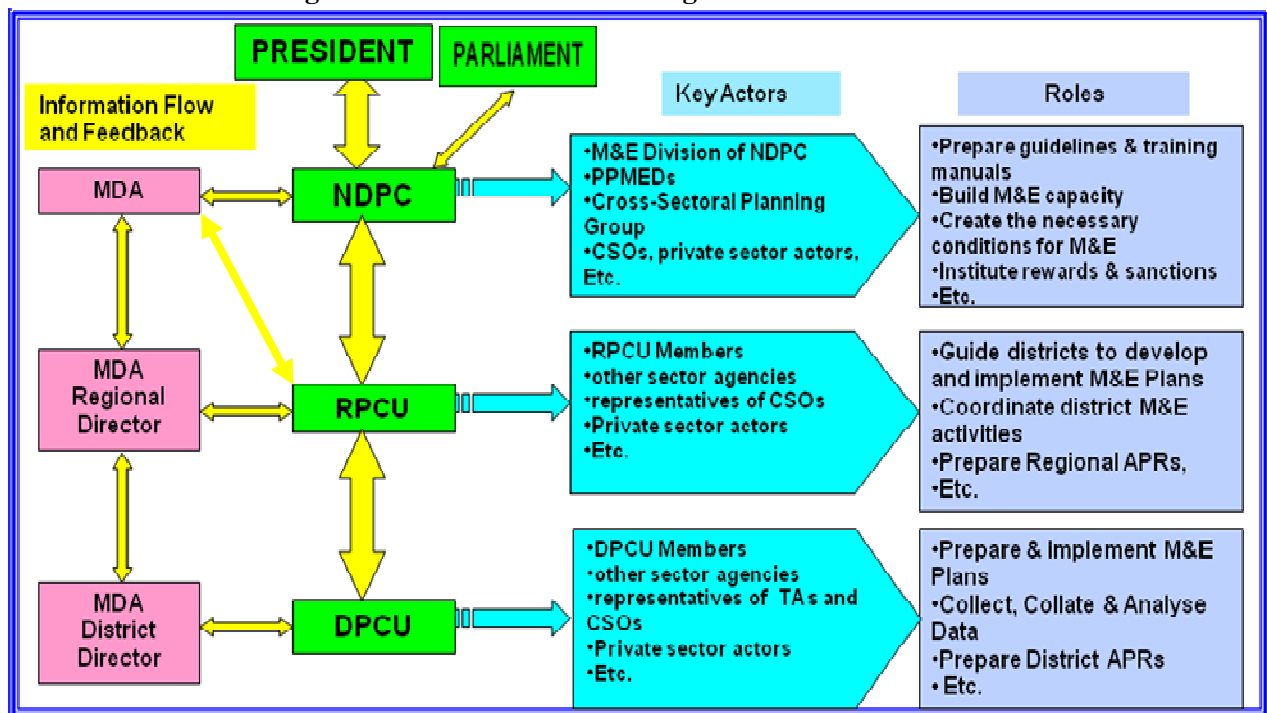 PRESIDENT
PARLIAMENT
Information Flow
and Feedback
Key Actors
Roles
MDA
NDPC
•M&E Division of NDPC
•PPMEDs
•Cross-Sectoral Planning
Group
•CSOs, private sector actors,
Etc.
•Prepare guidelines & training
manuals
•Build M&E capacity
•Create the necessary
conditions for M&E
•Institute rewards & sanctions
•Etc.
MDA
Regional
Director
RPCU
•RPCU Members
•other sector agencies
•representatives of CSOs
•Private sector actors
•Etc.
•Guide districts to develop
and implement M&E Plans
•Coordinate district M&E
activities
•Prepare Regional APRs,
•Etc.
MDA
District
Director
DPCU
•DPCU Members
•other sector agencies
•representatives of TAs and
CSOs
•Private sector actors
•Etc.
•Prepare & Implement M&E
Plans
•Collect, Collate & Analyse
Data
•Prepare District APRs
• Etc.